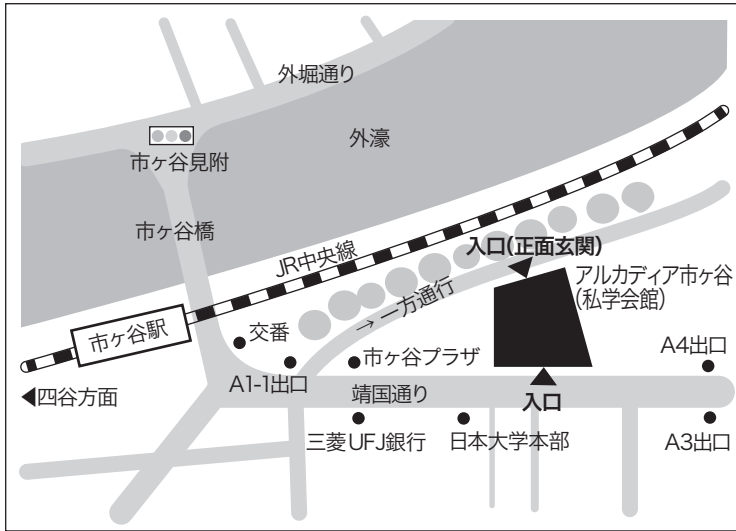 外堀通り
外濠
市ヶ谷見附
市ヶ谷橋
JR中央線
入口(正面玄関)
アルカディア市ヶ谷
(私学会館)
→ 一方通行
市ヶ谷駅
交番
市ヶ谷プラザ
A4出口
A1-1出口
靖国通り
入口
◀四谷方面
三菱UFJ銀行
日本大学本部
A3出口